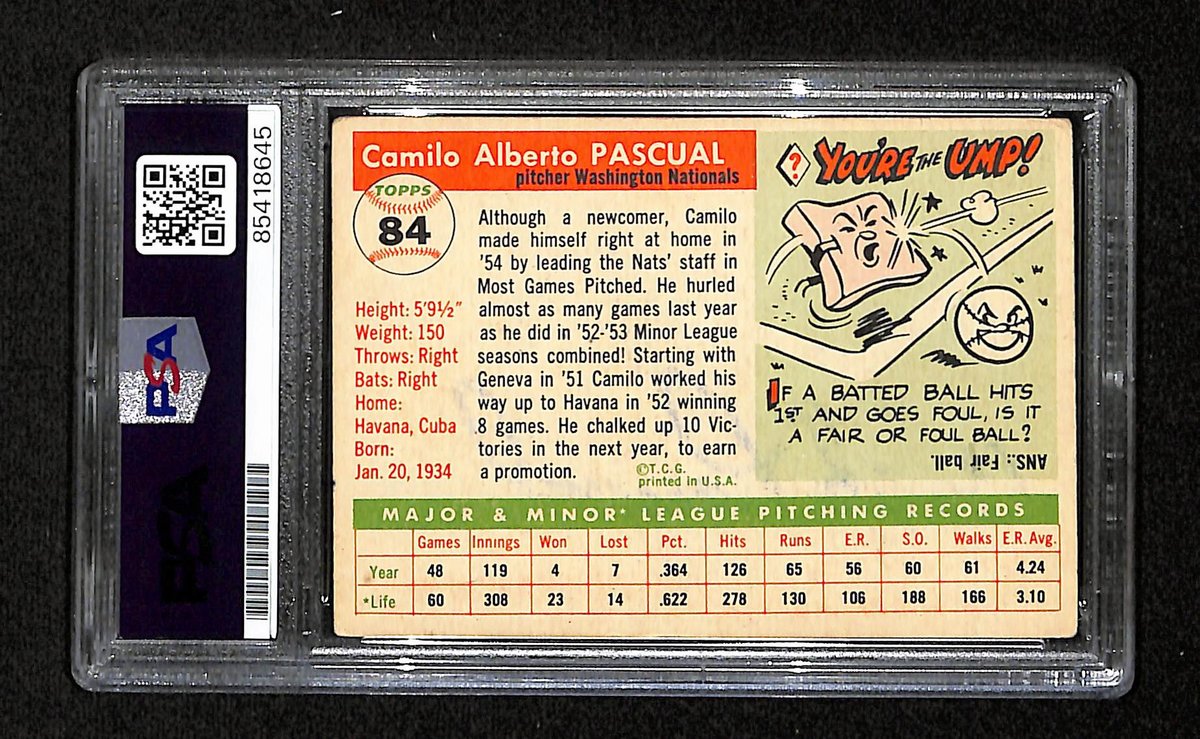 85418645
PSA
PSA
Camilo Alberto PASCUAL
pitcher Washington Nationals
TOPPS
84
Height: 5'9½"
Weight: 150
Throws: Right
Bats: Right
Home:
Havana, Cuba
Born:
Jan. 20, 1934
Although a newcomer, Camilo
made himself right at home in
'54 by leading the Nats' staff in
Most Games Pitched. He hurled
almost as many games last year
as he did in '52-'53 Minor League
seasons combined! Starting with
Geneva in '51 Camilo worked his
way up to Havana in '52 winning
8 games. He chalked up 10 Vic-
tories in the next year, to earn
a promotion.
©T.C.G.
printed in U.S.A.
? YOU'RE THE UMP!
IF A BATTED BALL HITS
1ST AND GOES FOUL, IS IT
A FAIR OR FOUL BALL?
ANS.: Fair ball.
MAJOR & MINOR* LEAGUE PITCHING RECORDS
Games Innings Won Lost Pct. Hits Runs E.R. S.O. Walks E.R. Avg.
Year 48 119 4 7 .364 126 65 56 60 61 4.24
*Life 60 308 23 14 .622 278 130 106 188 166 3.10